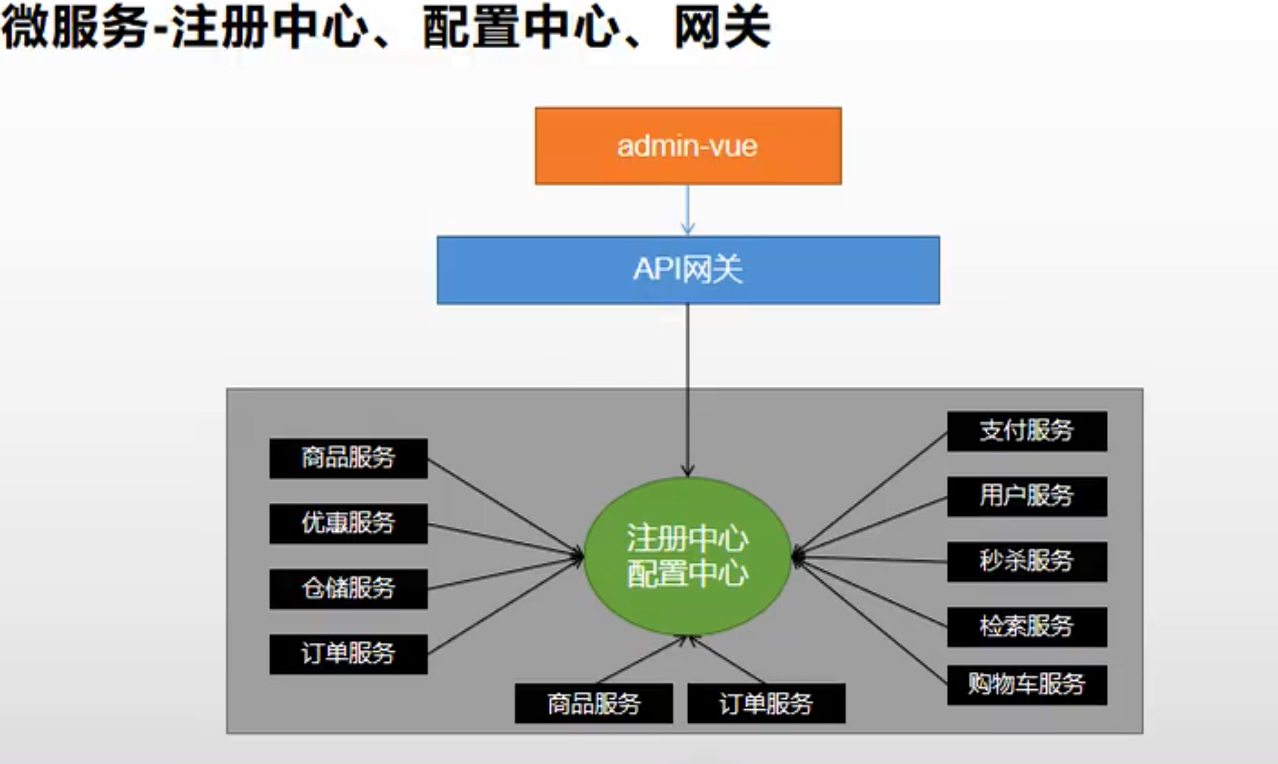 微服务-注册中心、配置中心、网关
admin-vue
API网关
商品服务
优惠服务
仓储服务
订单服务
注册中心
配置中心
支付服务
用户服务
秒杀服务
检索服务
购物车服务
商品服务
订单服务